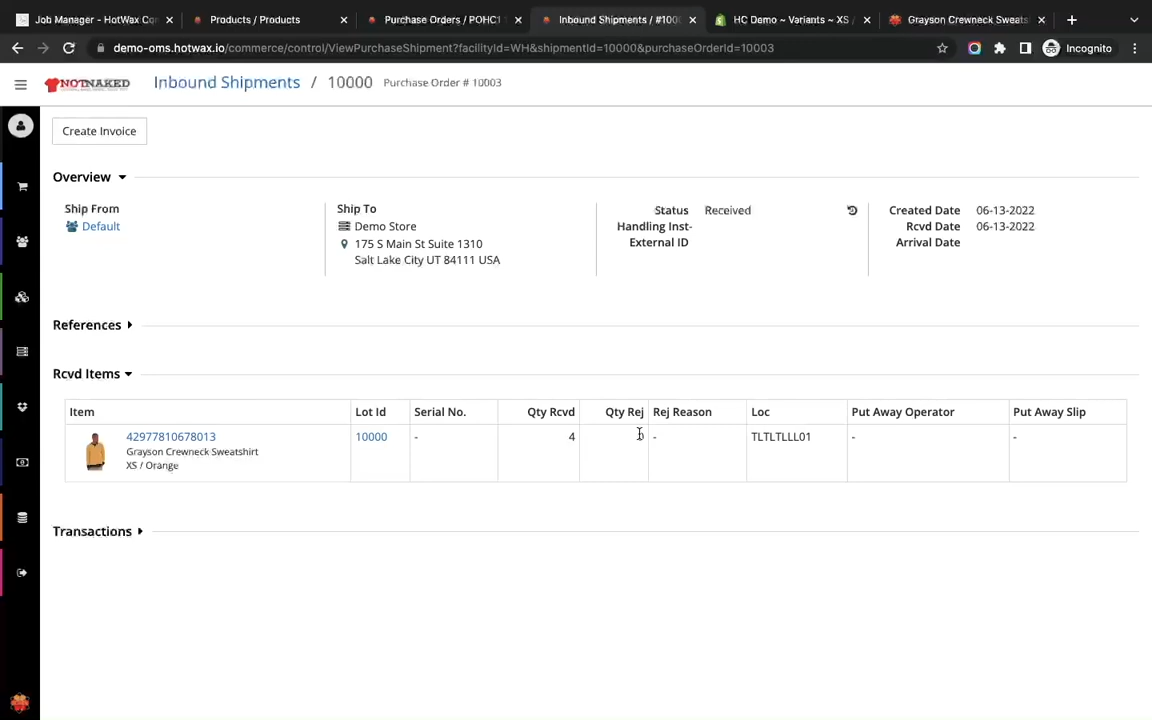 Job Manager - HotWax Co
Products / Products
Purchase Orders / POHC1
Inbound Shipments / #1000
HC Demo ~ Variants ~ XS /
Grayson Crewneck Sweats
demo-oms.hotwax.io/commerce/control/ViewPurchaseShipment?facilityId=WH&shipmentId=10000&purchaseOrderId=10003
Incognito
NOTNAKED
Inbound Shipments / 10000 Purchase Order # 10003
Create Invoice
Overview
Ship From
Default
Ship To
Demo Store
175 S Main St Suite 1310
Salt Lake City UT 84111 USA
Status Received
Handling Inst-
External ID
Created Date 06-13-2022
Rcvd Date 06-13-2022
Arrival Date
References
Rcvd Items
Item Lot Id Serial No. Qty Rcvd Qty Rej Rej Reason Loc Put Away Operator Put Away Slip
42977810678013 10000 - 4 0 - TLTLTLLL01 - -
Grayson Crewneck Sweatshirt
XS / Orange
Transactions